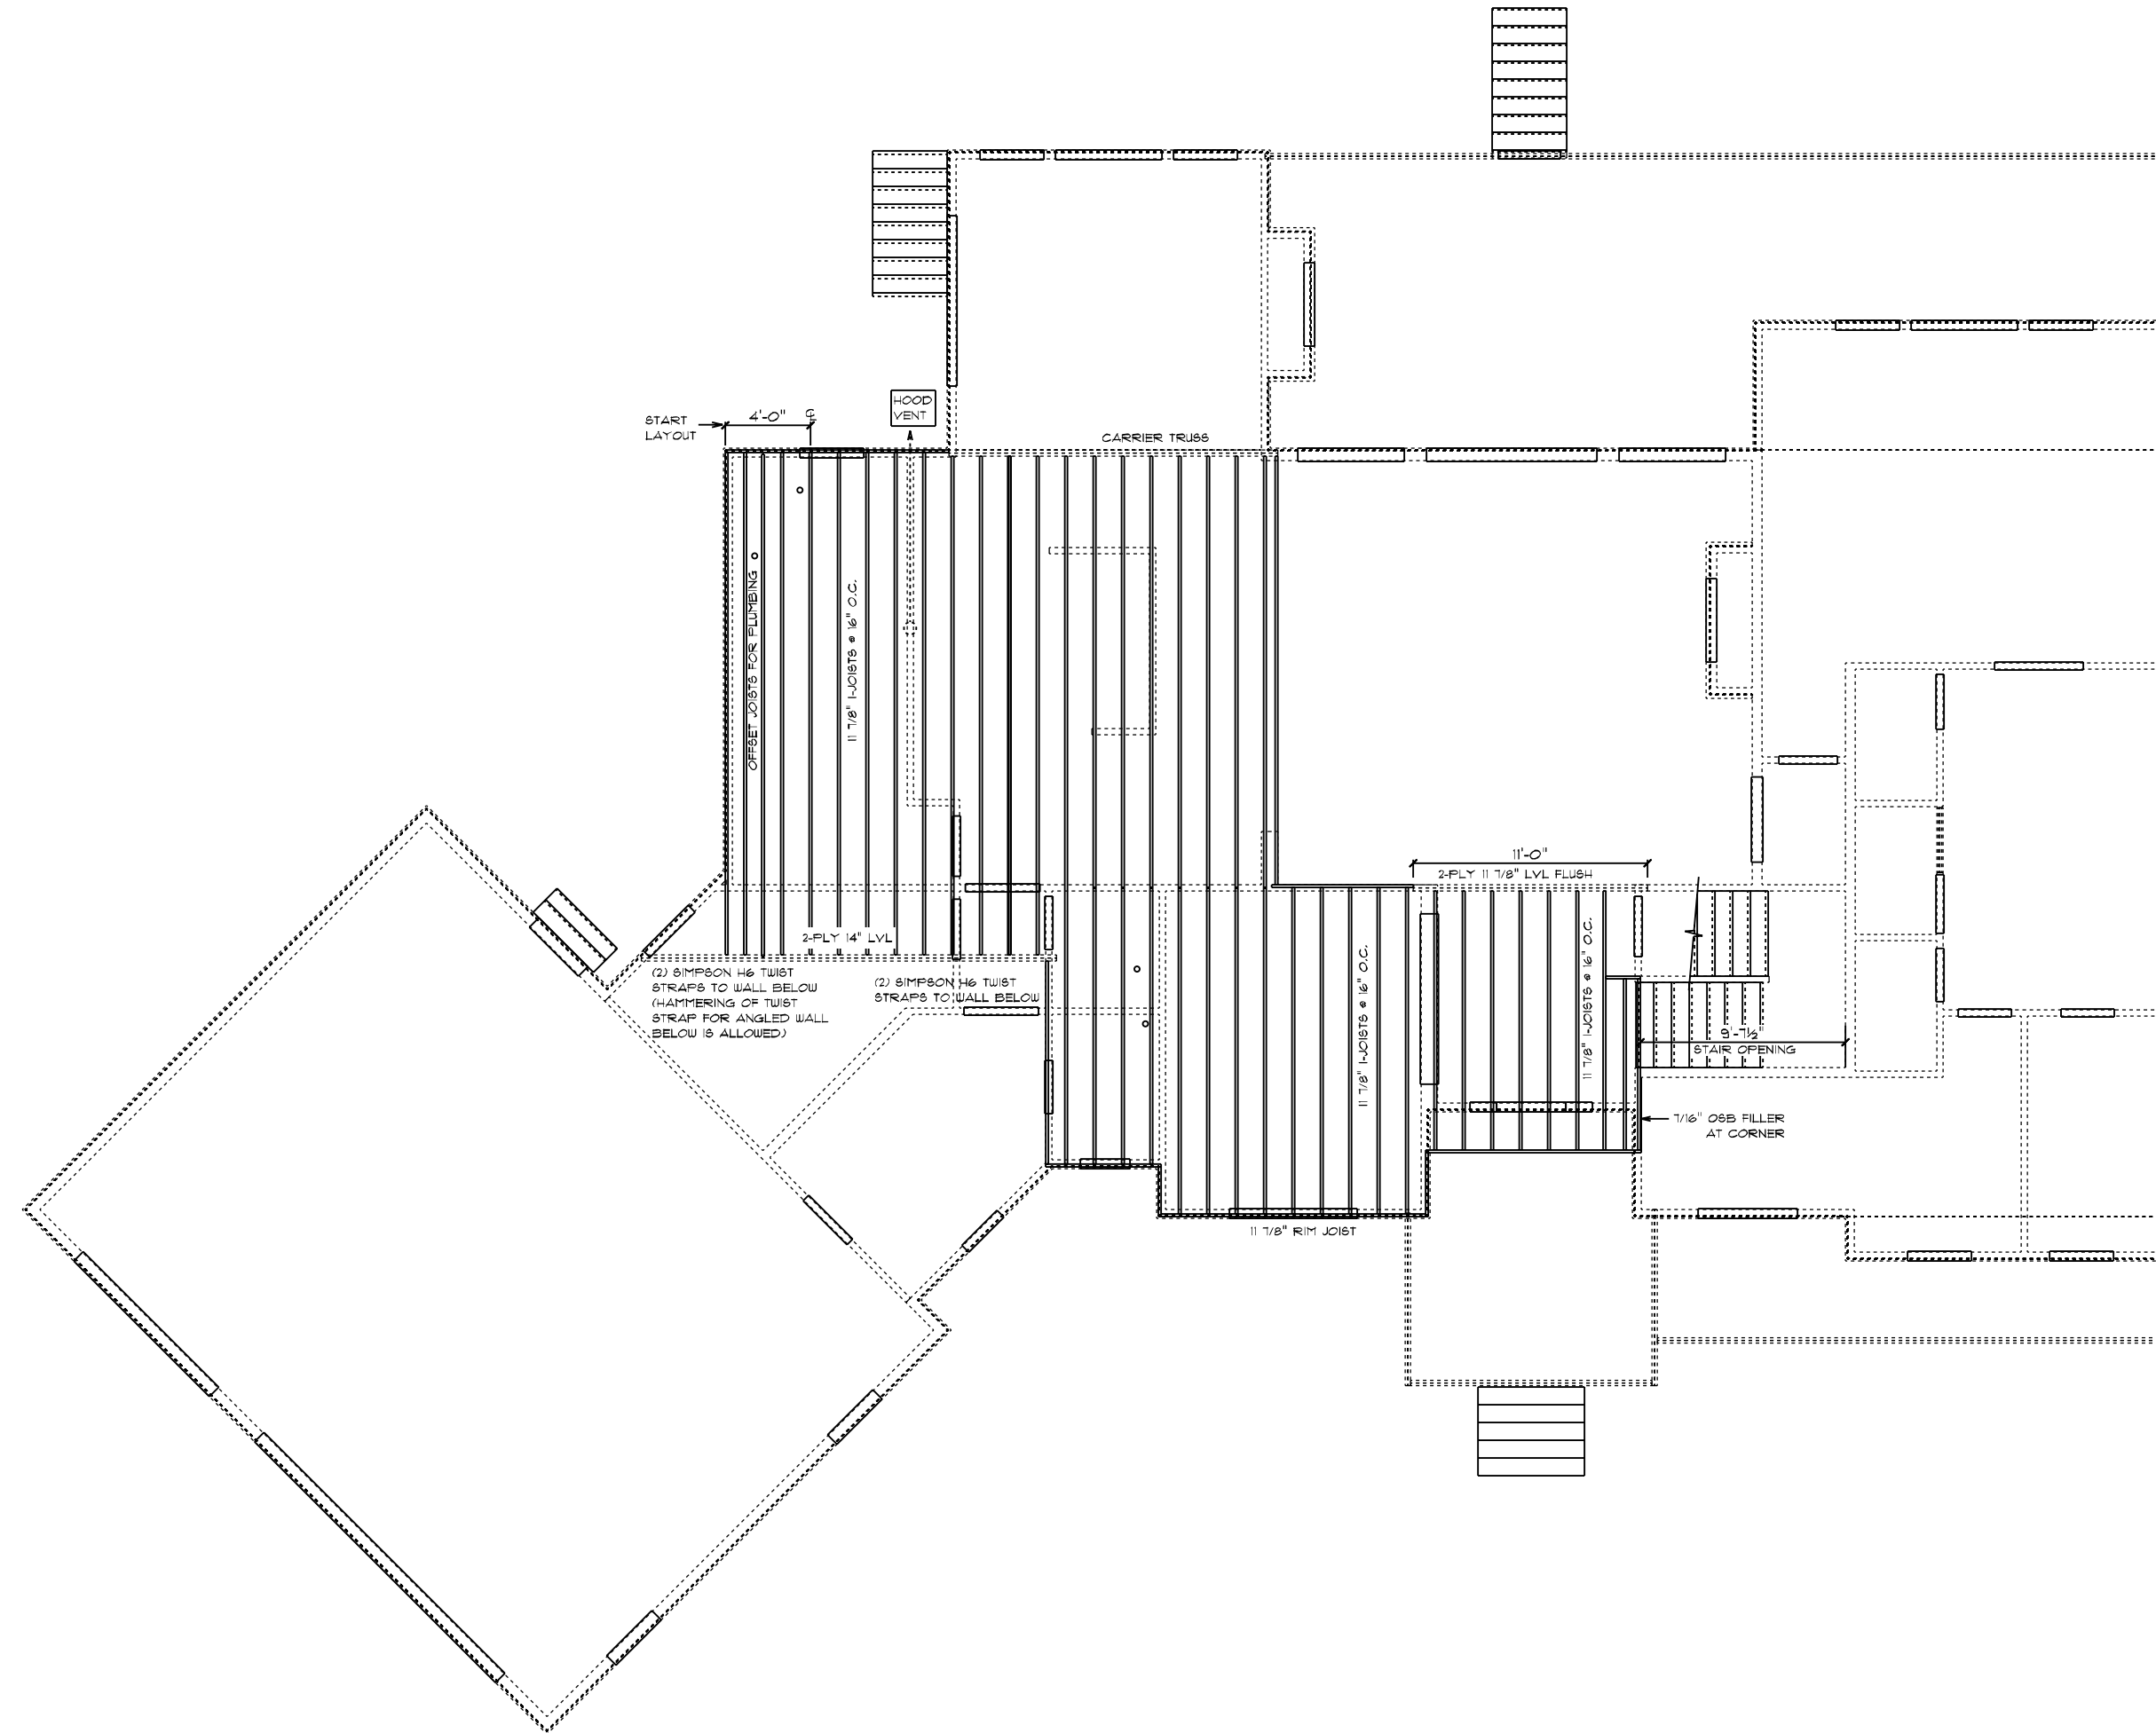 HOOD
VENT
START
LAYOUT
4'-0"
CL
CARRIER TRUSS
OFFSET JOISTS FOR PLUMBING
11 7/8" I-JOISTS @ 16" O.C.
11'-0"
2-PLY 11 7/8" LVL FLUSH
2-PLY 14" LVL
(2) SIMPSON H6 TWIST
STRAPS TO WALL BELOW
(HAMMERING OF TWIST
STRAP FOR ANGLED WALL
BELOW IS ALLOWED)
(2) SIMPSON H6 TWIST
STRAPS TO WALL BELOW
11 7/8" I-JOISTS @ 16" O.C.
11 7/8" I-JOISTS @ 16" O.C.
9'-7½"
STAIR OPENING
7/16" OSB FILLER
AT CORNER
11 7/8" RIM JOIST